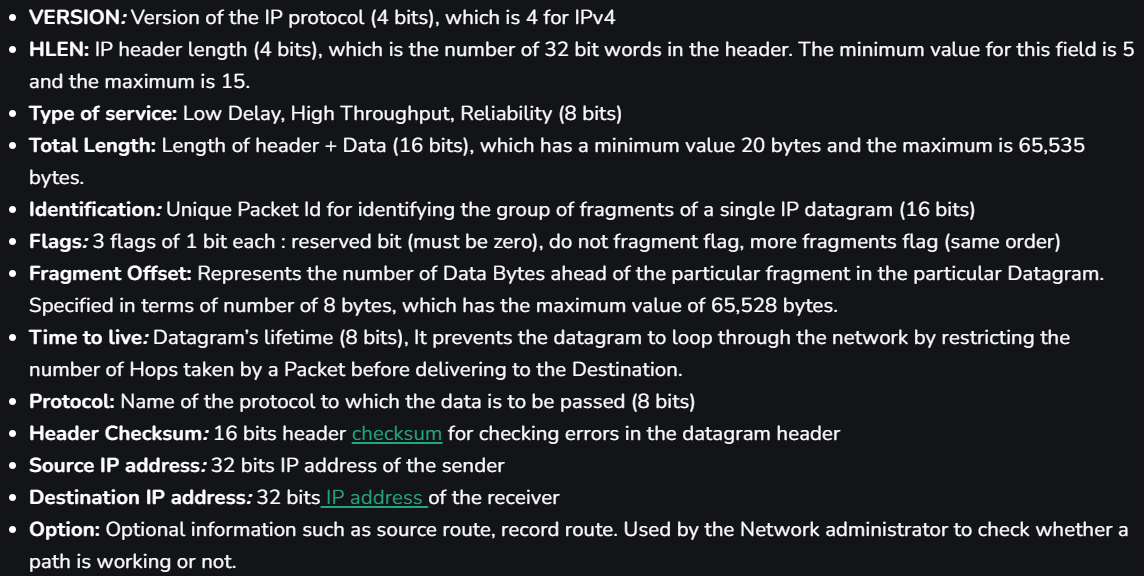 VERSION: Version of the IP protocol (4 bits), which is 4 for IPv4
HLEN: IP header length (4 bits), which is the number of 32 bit words in the header. The minimum value for this field is 5
and the maximum is 15.
Type of service: Low Delay, High Throughput, Reliability (8 bits)
Total Length: Length of header + Data (16 bits), which has a minimum value 20 bytes and the maximum is 65,535
bytes.
Identification: Unique Packet Id for identifying the group of fragments of a single IP datagram (16 bits)
Flags: 3 flags of 1 bit each : reserved bit (must be zero), do not fragment flag, more fragments flag (same order)
Fragment Offset: Represents the number of Data Bytes ahead of the particular fragment in the particular Datagram.
Specified in terms of number of 8 bytes, which has the maximum value of 65,528 bytes.
Time to live: Datagram's lifetime (8 bits), It prevents the datagram to loop through the network by restricting the
number of Hops taken by a Packet before delivering to the Destination.
Protocol: Name of the protocol to which the data is to be passed (8 bits)
Header Checksum: 16 bits header checksum for checking errors in the datagram header
Source IP address: 32 bits IP address of the sender
Destination IP address: 32 bits IP address of the receiver
Option: Optional information such as source route, record route. Used by the Network administrator to check whether a
path is working or not.